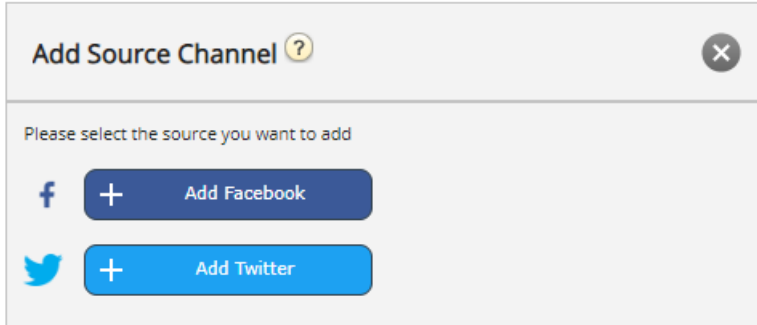 Add Source Channel ?
Please select the source you want to add
f
+ Add Facebook
+ Add Twitter